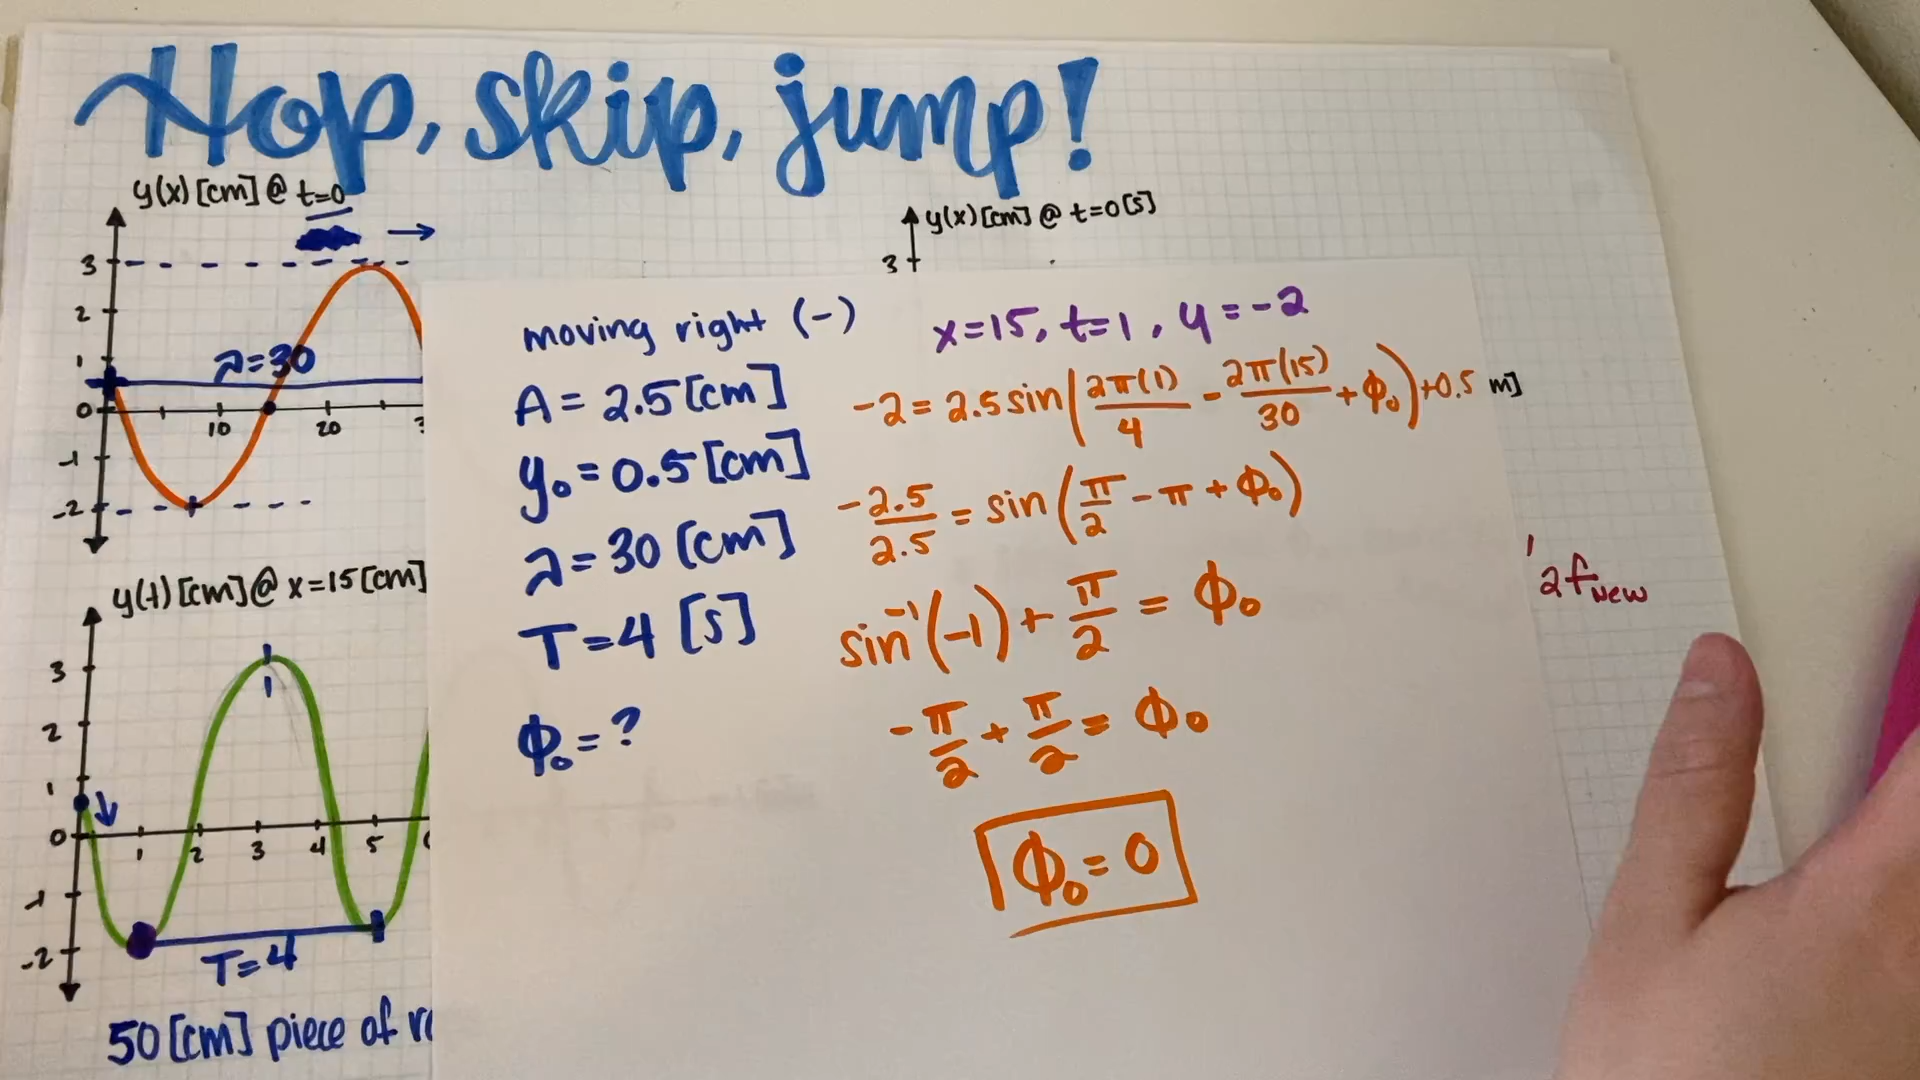 Hop, skip, jump!
y(x) [cm] @ t=0
3
2
1
0
-1
-2
λ=30
10
20
y(x) [cm] @ t=0 [s]
3
moving right (-)
A = 2.5 [cm]
y₀ = 0.5 [cm]
λ = 30 [cm]
T = 4 [s]
ϕ₀ = ?
x=15, t=1, y=-2
-2 = 2.5 sin(2π(1)/4 - 2π(15)/30 + ϕ₀) + 0.5
m]
-2.5/2.5 = sin(π/2 - π + ϕ₀)
sin⁻¹(-1) + π/2 = ϕ₀
-π/2 + π/2 = ϕ₀
ϕ₀ = 0
2f_new
y(t) [cm] @ x=15 [cm]
3
2
1
0
-1
-2
1
2
3
4
5
T=4
50 [cm] piece of